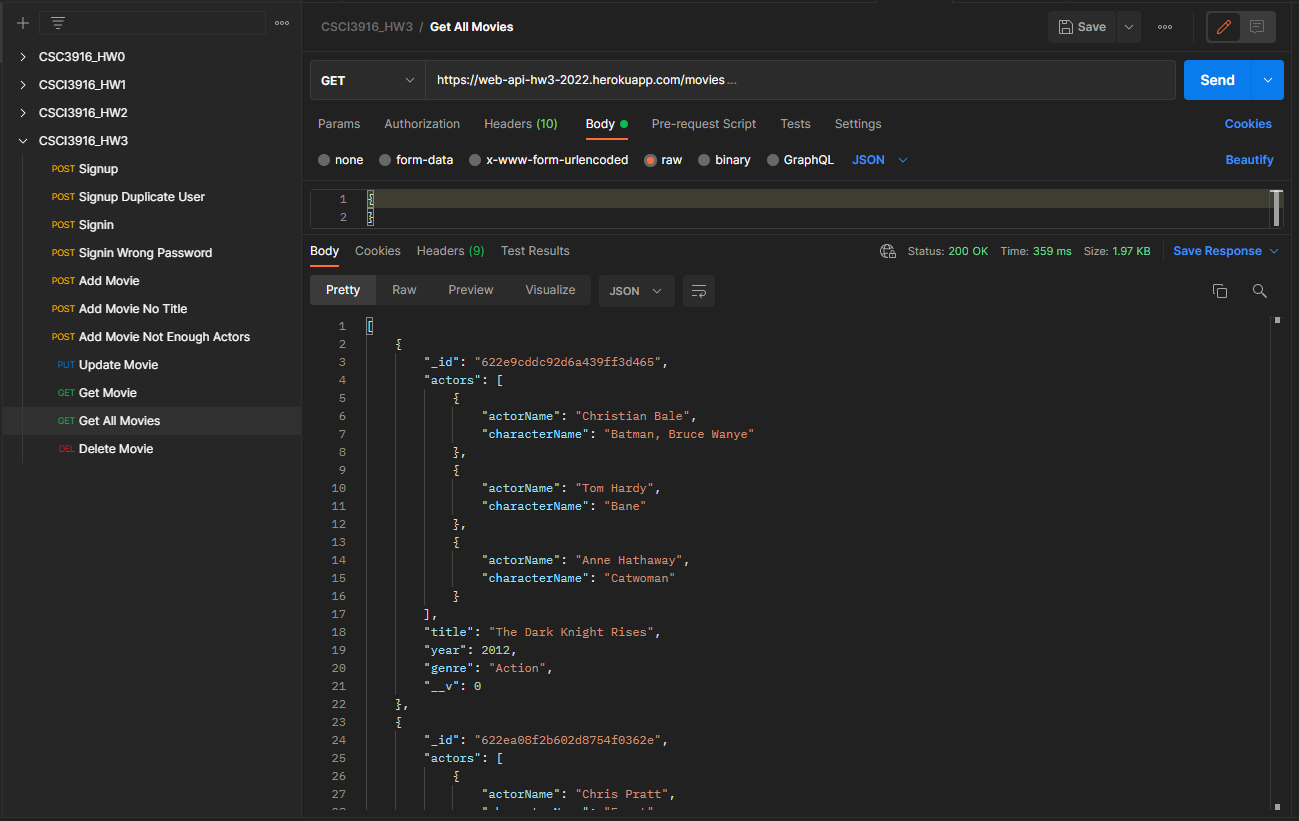 CSC3916_HW0
CSCI3916_HW1
CSCI3916_HW2
CSCI3916_HW3
POST Signup
POST Signup Duplicate User
POST Signin
POST Signin Wrong Password
POST Add Movie
POST Add Movie No Title
POST Add Movie Not Enough Actors
PUT Update Movie
GET Get Movie
GET Get All Movies
DEL Delete Movie
CSCI3916_HW3 / Get All Movies
Save
GET https://web-api-hw3-2022.herokuapp.com/movies ...
Send
Params Authorization Headers (10) Body Pre-request Script Tests Settings Cookies
none form-data x-www-form-urlencoded raw binary GraphQL JSON Beautify
1 {
2 }
Body Cookies Headers (9) Test Results Status: 200 OK Time: 359 ms Size: 1.97 KB Save Response
Pretty Raw Preview Visualize JSON
1 [
2 {
3 "_id": "622e9cddc92d6a439ff3d465",
4 "actors": [
5 {
6 "actorName": "Christian Bale",
7 "characterName": "Batman, Bruce Wanye"
8 },
9 {
10 "actorName": "Tom Hardy",
11 "characterName": "Bane"
12 },
13 {
14 "actorName": "Anne Hathaway",
15 "characterName": "Catwoman"
16 }
17 ],
18 "title": "The Dark Knight Rises",
19 "year": 2012,
20 "genre": "Action",
21 "__v": 0
22 },
23 {
24 "_id": "622ea08f2b602d8754f0362e",
25 "actors": [
26 {
27 "actorName": "Chris Pratt",